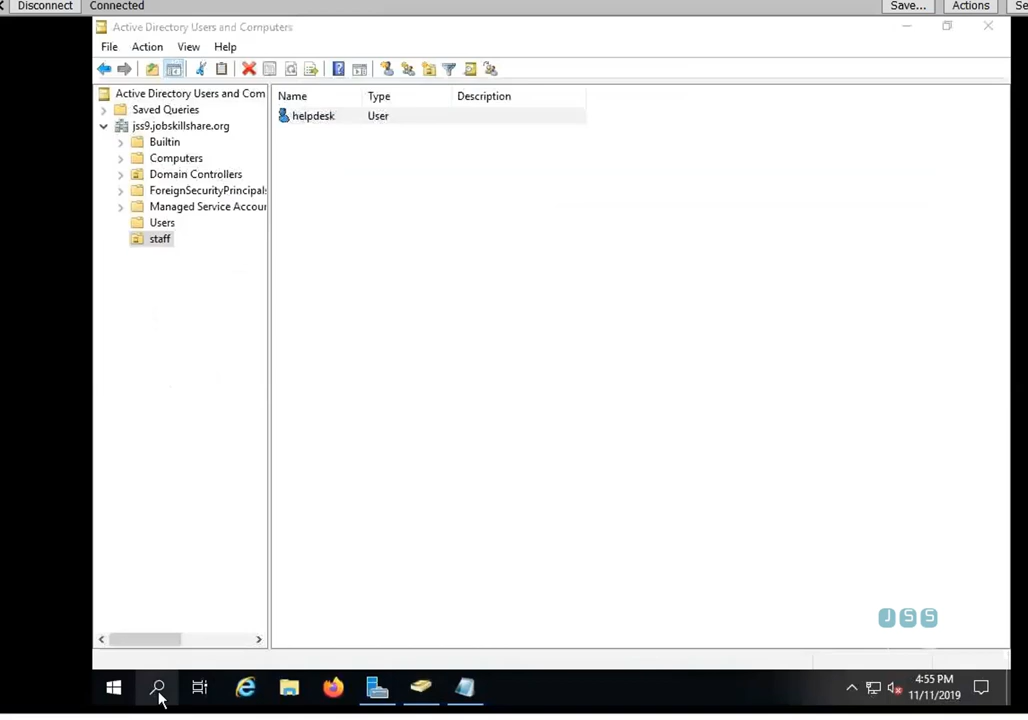 Disconnect Connected Save... Actions
Active Directory Users and Computers
File Action View Help
Active Directory Users and Com
Saved Queries
jss9.jobskillshare.org
Builtin
Computers
Domain Controllers
ForeignSecurityPrincipals
Managed Service Accour
Users
staff
Name Type Description
helpdesk User
JSS
4:55 PM
11/11/2019